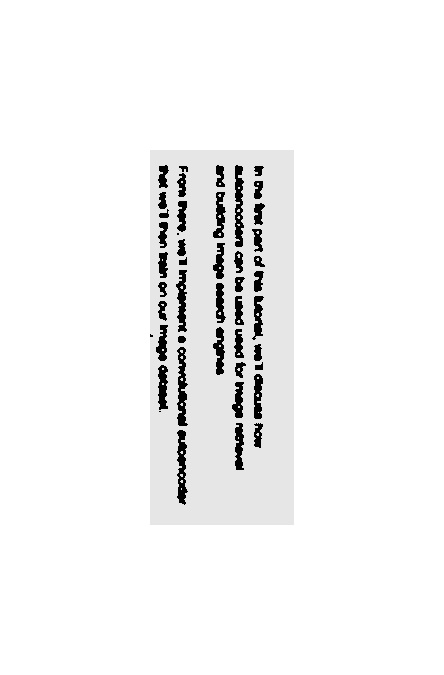 In the first part of this tutorial, we'll discuss how
autoencoders can be used used for image retrieval
and building image search engines
From there, we'll implement a convolutional autoencoder
that we'll then train on our image dataset.